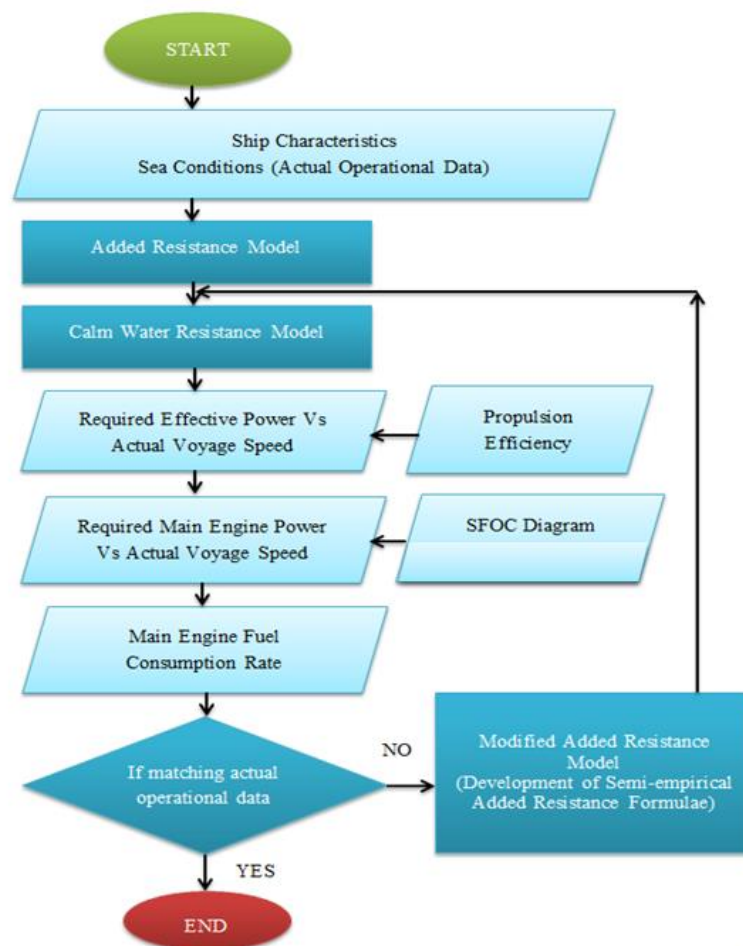 START
Ship Characteristics
Sea Conditions (Actual Operational Data)
Added Resistance Model
Calm Water Resistance Model
Required Effective Power Vs
Actual Voyage Speed
Propulsion
Efficiency
Required Main Engine Power
Vs Actual Voyage Speed
SFOC Diagram
Main Engine Fuel
Consumption Rate
If matching actual
operational data
NO
Modified Added Resistance
Model
(Development of Semi-empirical
Added Resistance Formulae)
YES
END